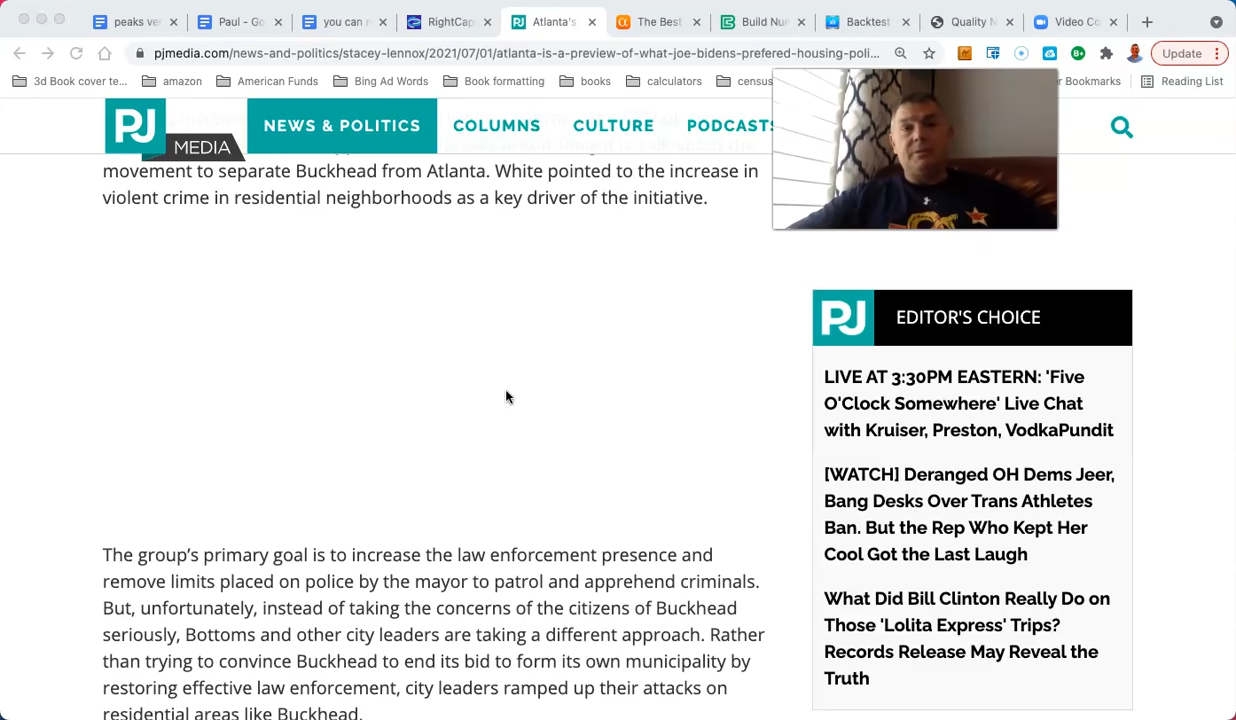 peaks ve
Paul - Go
you can r
RightCap
Atlanta's
The Best
Build Nu
Backtest
Quality N
Video Co
pjmedia.com/news-and-politics/stacey-lennox/2021/07/01/atlanta-is-a-preview-of-what-joe-bidens-prefered-housing-poli...
Update
3d Book cover te...
amazon
American Funds
Bing Ad Words
Book formatting
books
calculators
census
er Bookmarks
Reading List
PJ
MEDIA
NEWS & POLITICS
COLUMNS
CULTURE
PODCASTS
movement to separate Buckhead from Atlanta. White pointed to the increase in
violent crime in residential neighborhoods as a key driver of the initiative.
The group's primary goal is to increase the law enforcement presence and
remove limits placed on police by the mayor to patrol and apprehend criminals.
But, unfortunately, instead of taking the concerns of the citizens of Buckhead
seriously, Bottoms and other city leaders are taking a different approach. Rather
than trying to convince Buckhead to end its bid to form its own municipality by
restoring effective law enforcement, city leaders ramped up their attacks on
residential areas like Buckhead.
PJ
EDITOR'S CHOICE
LIVE AT 3:30PM EASTERN: 'Five
O'Clock Somewhere' Live Chat
with Kruiser, Preston, VodkaPundit
[WATCH] Deranged OH Dems Jeer,
Bang Desks Over Trans Athletes
Ban. But the Rep Who Kept Her
Cool Got the Last Laugh
What Did Bill Clinton Really Do on
Those 'Lolita Express' Trips?
Records Release May Reveal the
Truth